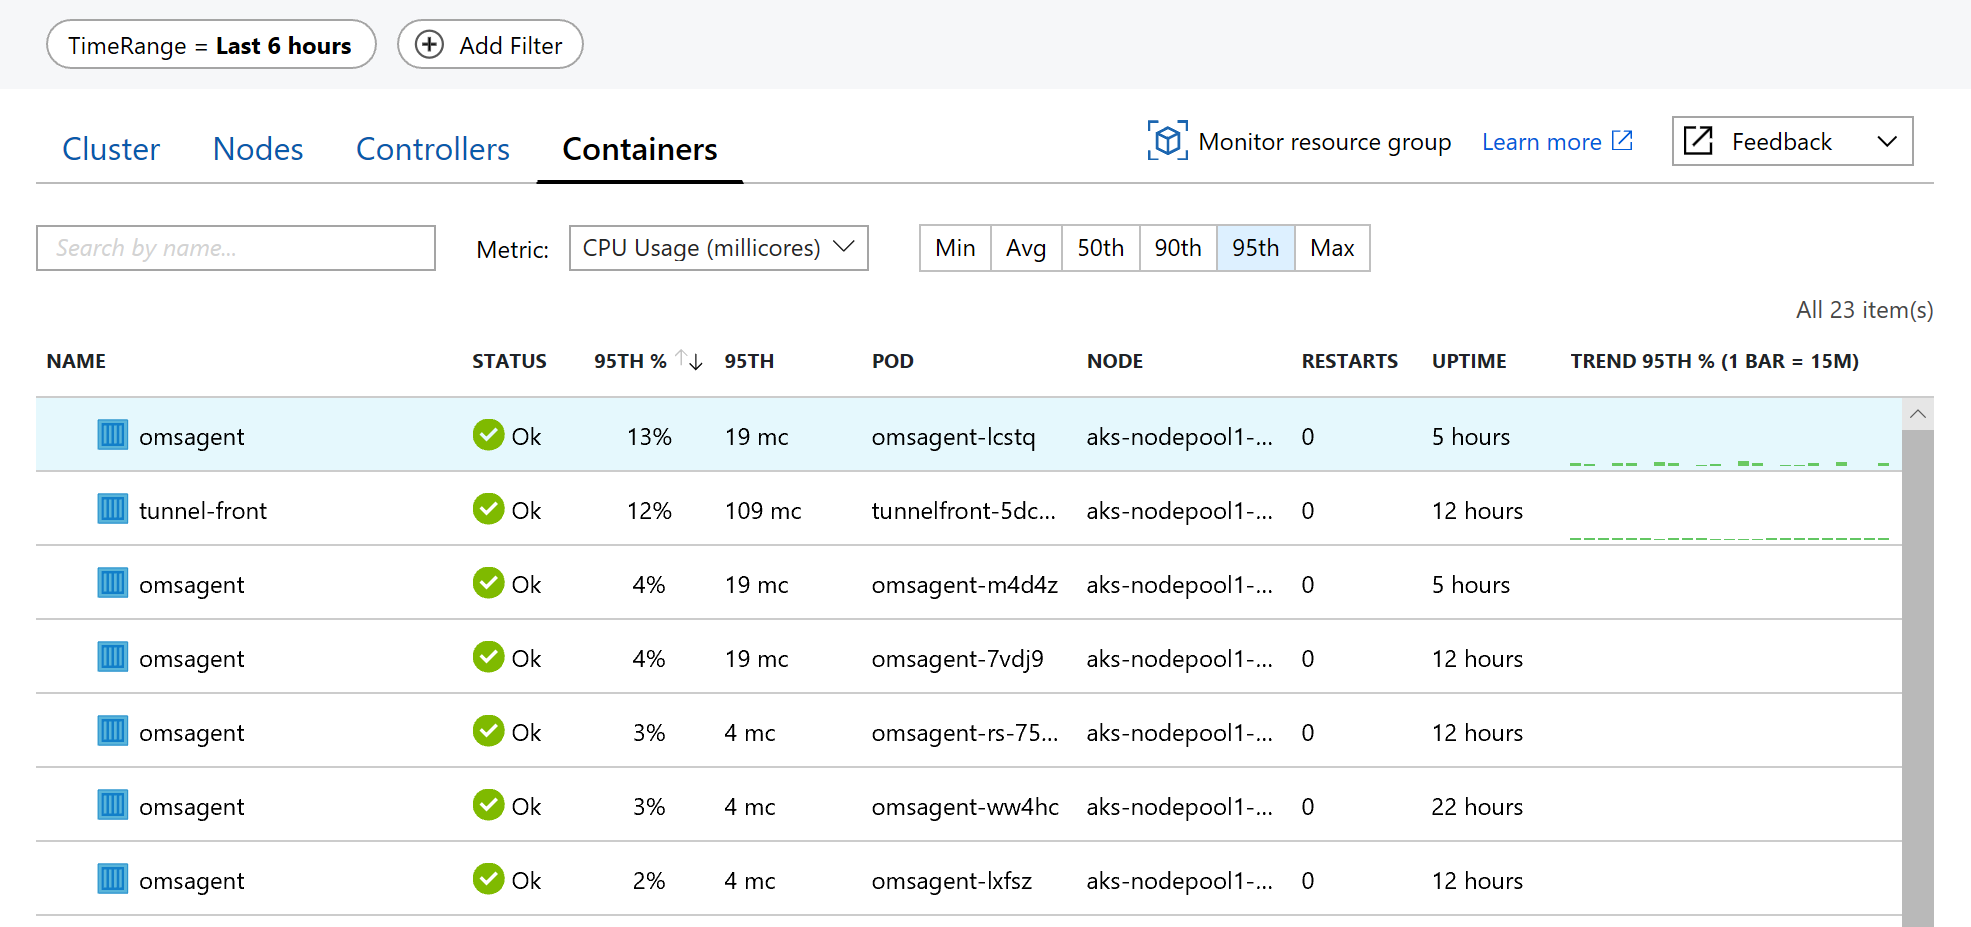 TimeRange = Last 6 hours Add Filter
Cluster Nodes Controllers Containers Monitor resource group Learn more Feedback
Search by name... Metric: CPU Usage (millicores) Min Avg 50th 90th 95th Max
All 23 item(s)
NAME STATUS 95TH % ↑↓ 95TH POD NODE RESTARTS UPTIME TREND 95TH % (1 BAR = 15M)
omsagent Ok 13% 19 mc omsagent-lcstq aks-nodepool1-... 0 5 hours
tunnel-front Ok 12% 109 mc tunnelfront-5dc... aks-nodepool1-... 0 12 hours
omsagent Ok 4% 19 mc omsagent-m4d4z aks-nodepool1-... 0 5 hours
omsagent Ok 4% 19 mc omsagent-7vdj9 aks-nodepool1-... 0 12 hours
omsagent Ok 3% 4 mc omsagent-rs-75... aks-nodepool1-... 0 12 hours
omsagent Ok 3% 4 mc omsagent-ww4hc aks-nodepool1-... 0 22 hours
omsagent Ok 2% 4 mc omsagent-lxfsz aks-nodepool1-... 0 12 hours